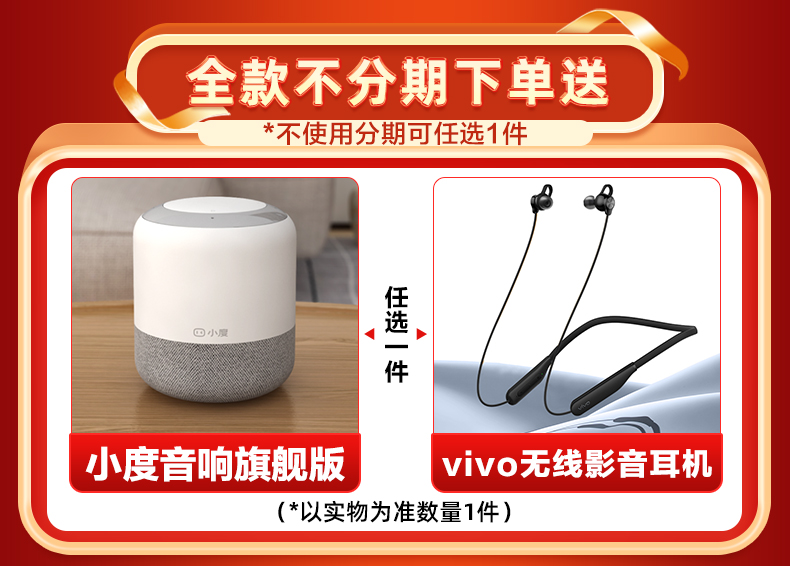 全款不分期下单送
*不使用分期可任选1件
小度
任选一件
vivo
小度音响旗舰版
vivo无线影音耳机
(*以实物为准数量1件)